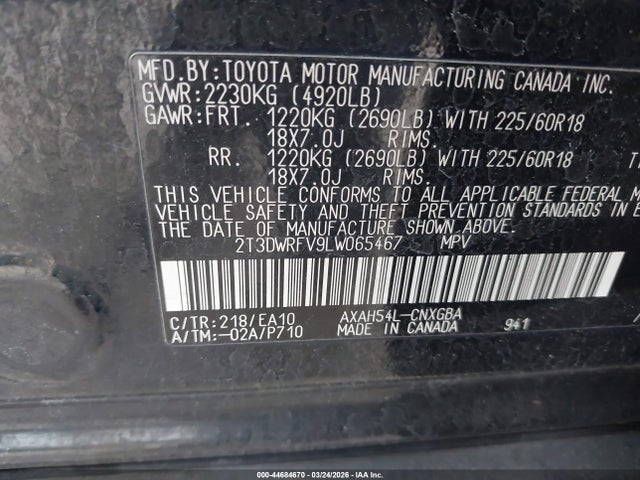 MFD.BY:TOYOTA MOTOR MANUFACTURING CANADA INC.
GVWR:2230KG (4920LB)
GAWR:FRT. 1220KG (2690LB) WITH 225/60R18
18X7.0J RIMS.
RR. 1220KG (2690LB) WITH 225/60R18
18X7.0J RIMS.
THIS VEHICLE CONFORMS TO ALL APPLICABLE FEDERAL
VEHICLE SAFETY AND THEFT PREVENTION STANDARDS
THE DATE OF MANUFACTURE SHOWN ABOVE.
2T3DWRFV9LW065467 MPV
C/TR:218/EA10 AXAH54L-CNXGBA
A/TM:-02A/P710 MADE IN CANADA 941
000-44684670 | 03/24/2026 | IAA Inc.